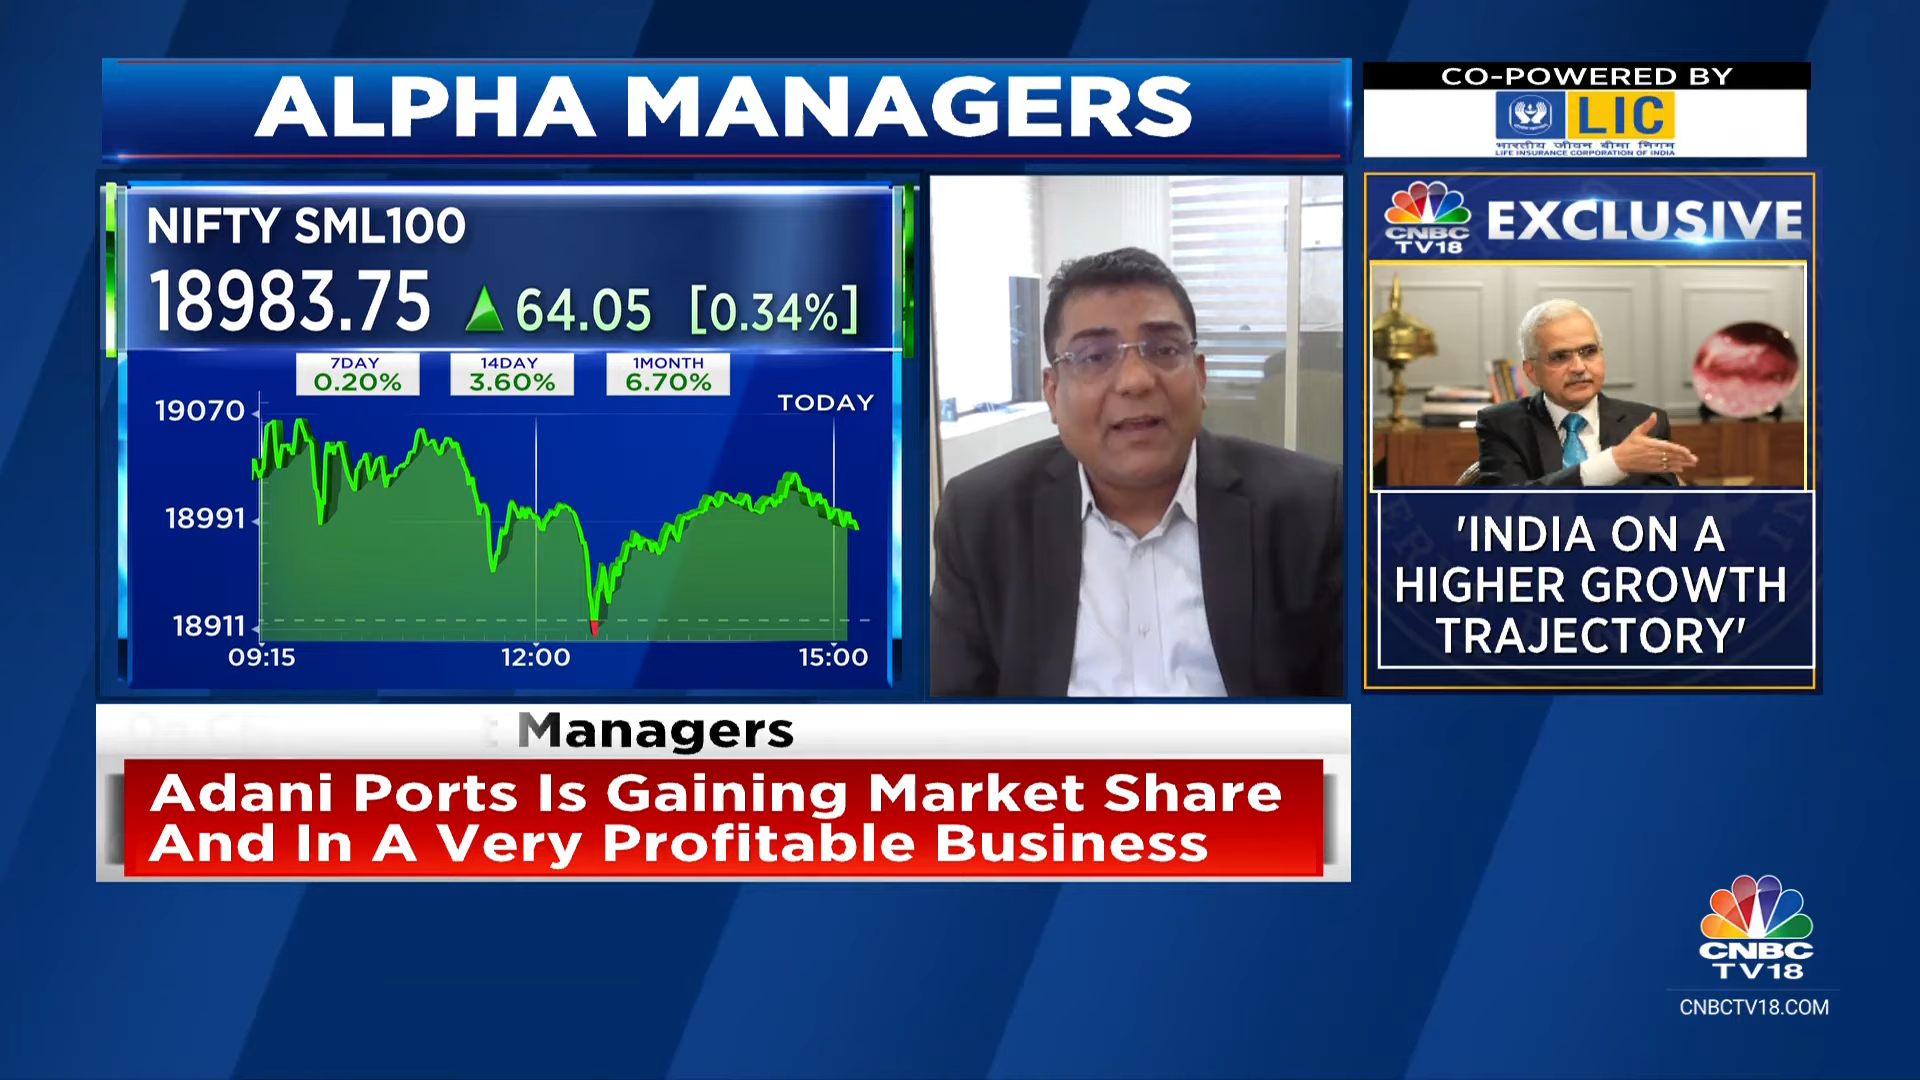 ALPHA MANAGERS
CO-POWERED BY
LIC
भारतीय जीवन बीमा निगम
LIFE INSURANCE CORPORATION OF INDIA
NIFTY SML100
18983.75 ▲ 64.05 [0.34%]
7DAY
0.20%
14DAY
3.60%
1MONTH
6.70%
TODAY
19070
18991
18911
09:15 12:00 15:00
CNBC
TV18
EXCLUSIVE
'INDIA ON A
HIGHER GROWTH
TRAJECTORY'
Managers
Adani Ports Is Gaining Market Share
And In A Very Profitable Business
CNBC
TV18
CNBCTV18.COM